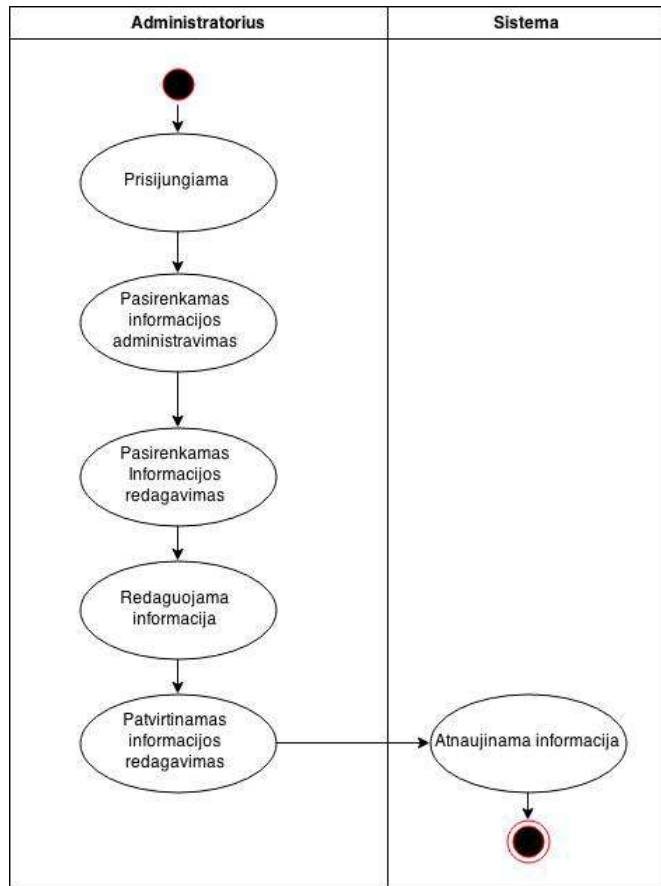 Administratorius
Sistema
Prisijungiama
Pasirenkamas
informacijos
administravimas
Pasirenkamas
Informacijos
redagavimas
Redaguojama
informacija
Patvirtinamas
informacijos
redagavimas
Atnaujinama informacija